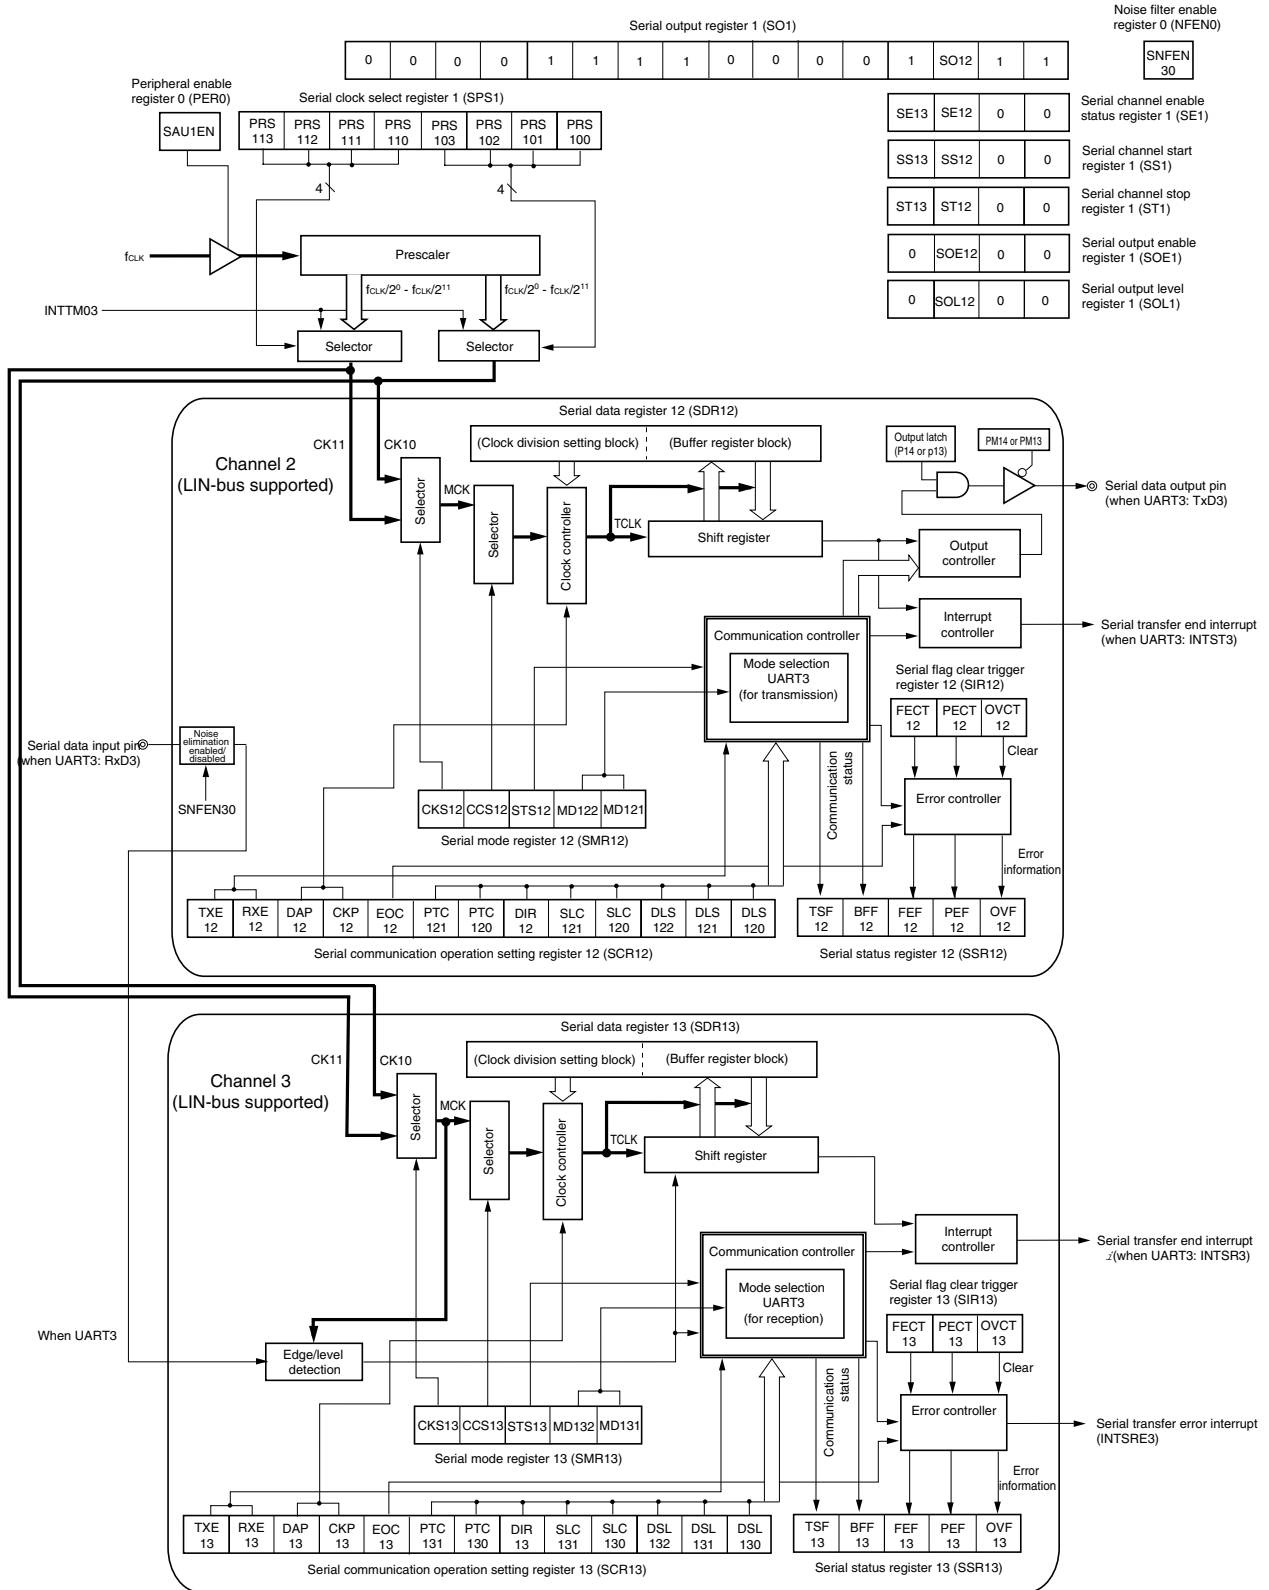 Serial output register 1 (SO1)
Noise filter enable
register 0 (NFEN0)
0 0 0 0 1 1 1 1 0 0 0 0 1 SO12 1 1
SNFEN
30
Peripheral enable
register 0 (PER0)
SAU1EN
Serial clock select register 1 (SPS1)
PRS
113
PRS
112
PRS
111
PRS
110
PRS
103
PRS
102
PRS
101
PRS
100
SE13 SE12 0 0
Serial channel enable
status register 1 (SE1)
SS13 SS12 0 0
Serial channel start
register 1 (SS1)
ST13 ST12 0 0
Serial channel stop
register 1 (ST1)
0 SOE12 0 0
Serial output enable
register 1 (SOE1)
0 SOL12 0 0
Serial output level
register 1 (SOL1)
4
4
fCLK
Prescaler
fCLK/2⁰ - fCLK/2¹¹
fCLK/2⁰ - fCLK/2¹¹
INTTM03
Selector
Selector
Serial data register 12 (SDR12)
(Clock division setting block)
(Buffer register block)
CK11
CK10
Channel 2
(LIN-bus supported)
Selector
MCK
Selector
Clock controller
TCLK
Shift register
Output latch
(P14 or p13)
PM14 or PM13
Serial data output pin
(when UART3: TxD3)
Output
controller
Interrupt
controller
Serial transfer end interrupt
(when UART3: INTST3)
Communication controller
Mode selection
UART3
(for transmission)
Serial flag clear trigger
register 12 (SIR12)
FECT
12
PECT
12
OVCT
12
Clear
Serial data input pin
(when UART3: RxD3)
Noise
elimination
enabled/
disabled
SNFEN30
CKS12 CCS12 STS12 MD122 MD121
Serial mode register 12 (SMR12)
Communication
status
Error controller
Error
information
TXE
12
RXE
12
DAP
12
CKP
12
EOC
12
PTC
121
PTC
120
DIR
12
SLC
121
SLC
120
DLS
122
DLS
121
DLS
120
Serial communication operation setting register 12 (SCR12)
TSF
12
BFF
12
FEF
12
PEF
12
OVF
12
Serial status register 12 (SSR12)
Serial data register 13 (SDR13)
(Clock division setting block)
(Buffer register block)
CK11
CK10
Channel 3
(LIN-bus supported)
Selector
MCK
Selector
Clock controller
TCLK
Shift register
Interrupt
controller
Serial transfer end interrupt
(when UART3: INTSR3)
Communication controller
Mode selection
UART3
(for reception)
Serial flag clear trigger
register 13 (SIR13)
FECT
13
PECT
13
OVCT
13
Clear
When UART3
Edge/level
detection
CKS13 CCS13 STS13 MD132 MD131
Serial mode register 13 (SMR13)
Communication
status
Error controller
Serial transfer error interrupt
(INTSRE3)
Error
information
TXE
13
RXE
13
DAP
13
CKP
13
EOC
13
PTC
131
PTC
130
DIR
13
SLC
131
SLC
130
DSL
132
DSL
131
DSL
130
Serial communication operation setting register 13 (SCR13)
TSF
13
BFF
13
FEF
13
PEF
13
OVF
13
Serial status register 13 (SSR13)